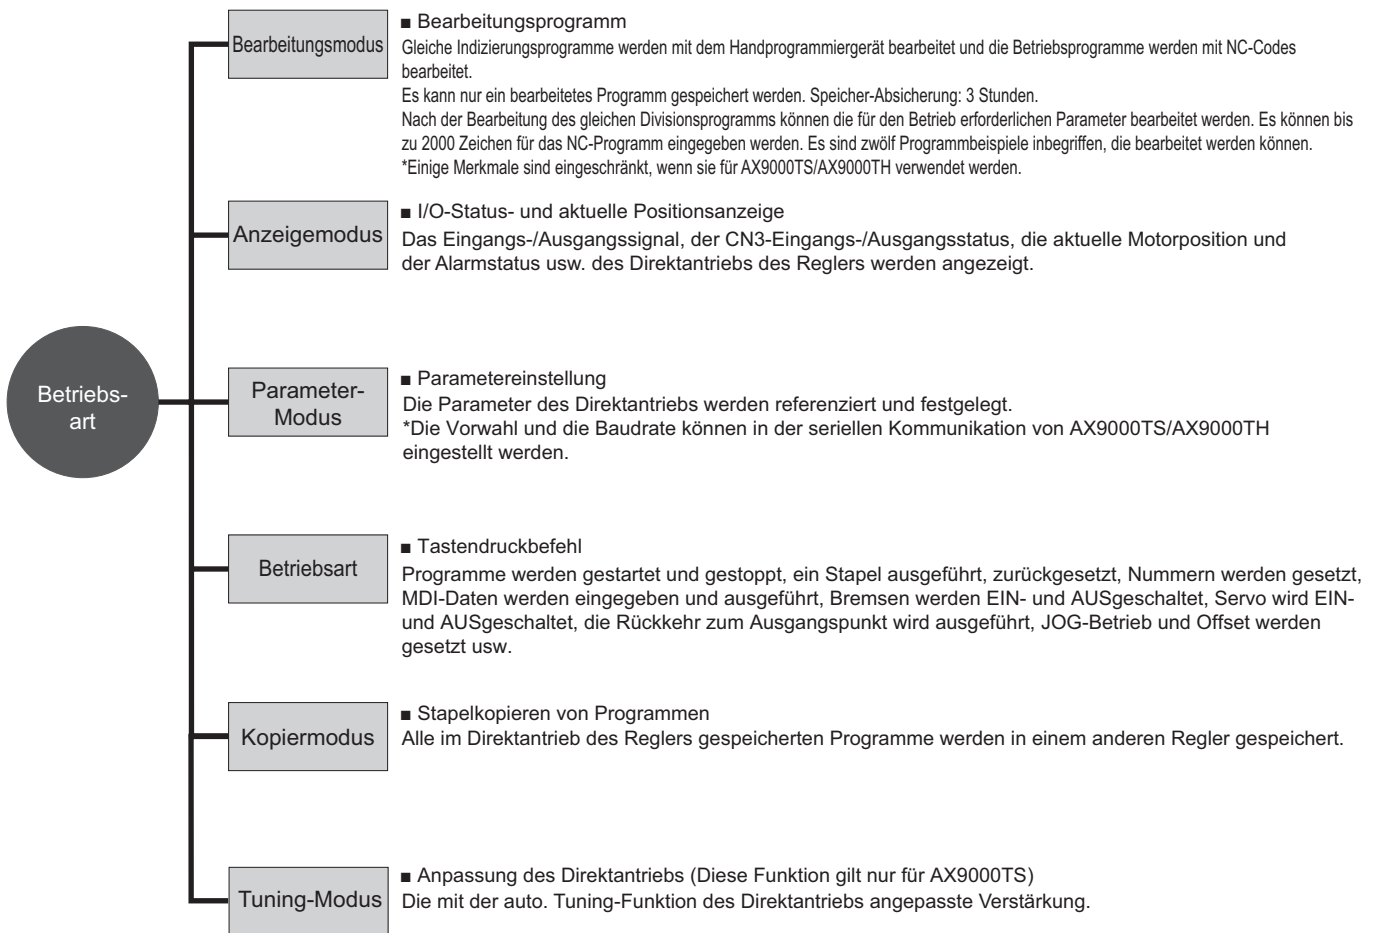 Betriebs-
art
Bearbeitungsmodus
■ Bearbeitungsprogramm
Gleiche Indizierungsprogramme werden mit dem Handprogrammiergerät bearbeitet und die Betriebsprogramme werden mit NC-Codes
bearbeitet.
Es kann nur ein bearbeitetes Programm gespeichert werden. Speicher-Absicherung: 3 Stunden.
Nach der Bearbeitung des gleichen Divisionsprogramms können die für den Betrieb erforderlichen Parameter bearbeitet werden. Es können bis
zu 2000 Zeichen für das NC-Programm eingegeben werden. Es sind zwölf Programmbeispiele inbegriffen, die bearbeitet werden können.
*Einige Merkmale sind eingeschränkt, wenn sie für AX9000TS/AX9000TH verwendet werden.
Anzeigemodus
■ I/O-Status- und aktuelle Positionsanzeige
Das Eingangs-/Ausgangssignal, der CN3-Eingangs-/Ausgangsstatus, die aktuelle Motorposition und
der Alarmstatus usw. des Direktantriebs des Reglers werden angezeigt.
Parameter-
Modus
■ Parametereinstellung
Die Parameter des Direktantriebs werden referenziert und festgelegt.
*Die Vorwahl und die Baudrate können in der seriellen Kommunikation von AX9000TS/AX9000TH
eingestellt werden.
Betriebsart
■ Tastendruckbefehl
Programme werden gestartet und gestoppt, ein Stapel ausgeführt, zurückgesetzt, Nummern werden gesetzt,
MDI-Daten werden eingegeben und ausgeführt, Bremsen werden EIN- und AUSgeschaltet, Servo wird EIN-
und AUSgeschaltet, die Rückkehr zum Ausgangspunkt wird ausgeführt, JOG-Betrieb und Offset werden
gesetzt usw.
Kopiermodus
■ Stapelkopieren von Programmen
Alle im Direktantrieb des Reglers gespeicherten Programme werden in einem anderen Regler gespeichert.
Tuning-Modus
■ Anpassung des Direktantriebs (Diese Funktion gilt nur für AX9000TS)
Die mit der auto. Tuning-Funktion des Direktantriebs angepasste Verstärkung.